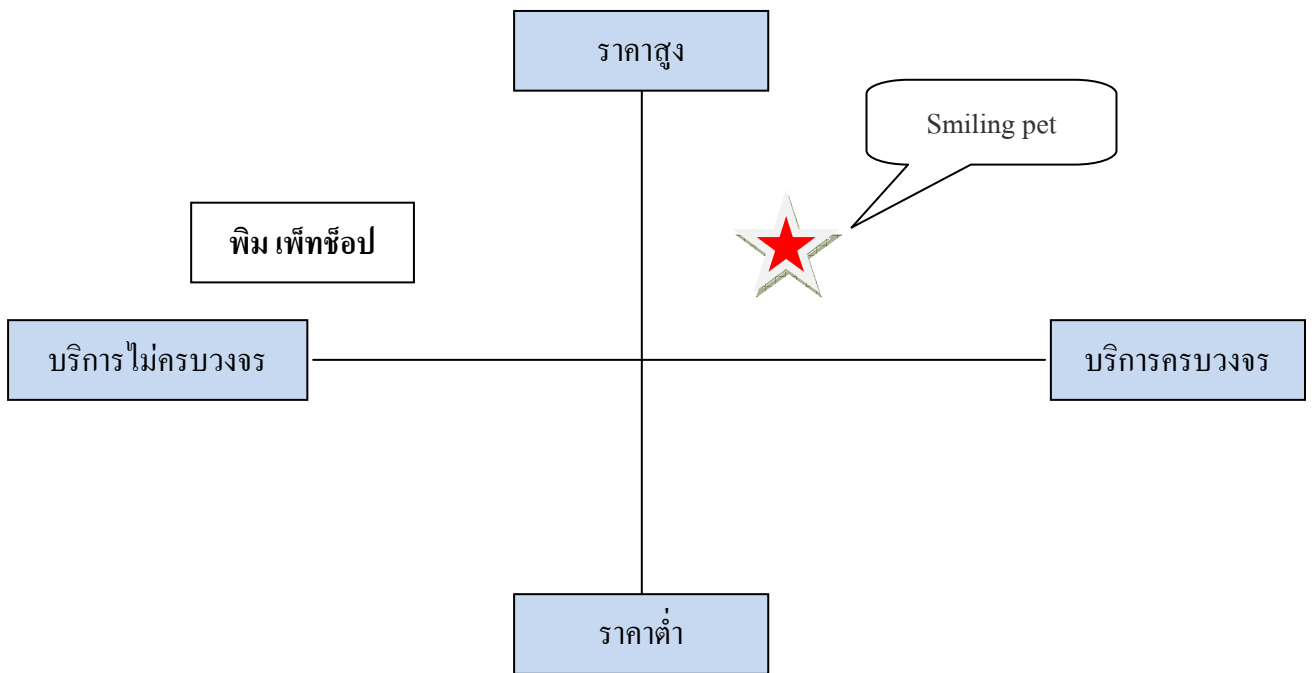 ราคาสูง
Smiling pet
พิม เพ็ทช็อป
บริการไม่ครบวงจร
บริการครบวงจร
ราคาต่ำ